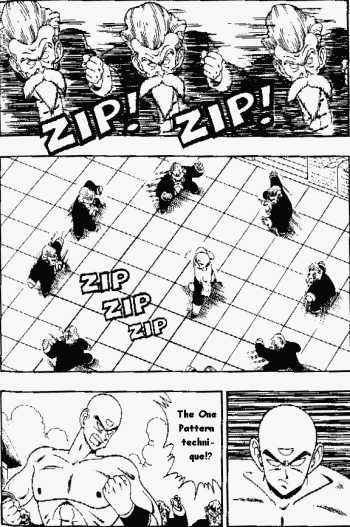 ZIP!
ZIP!
ZIP
ZIP
ZIP
The One
Pattern
techni-
que!?